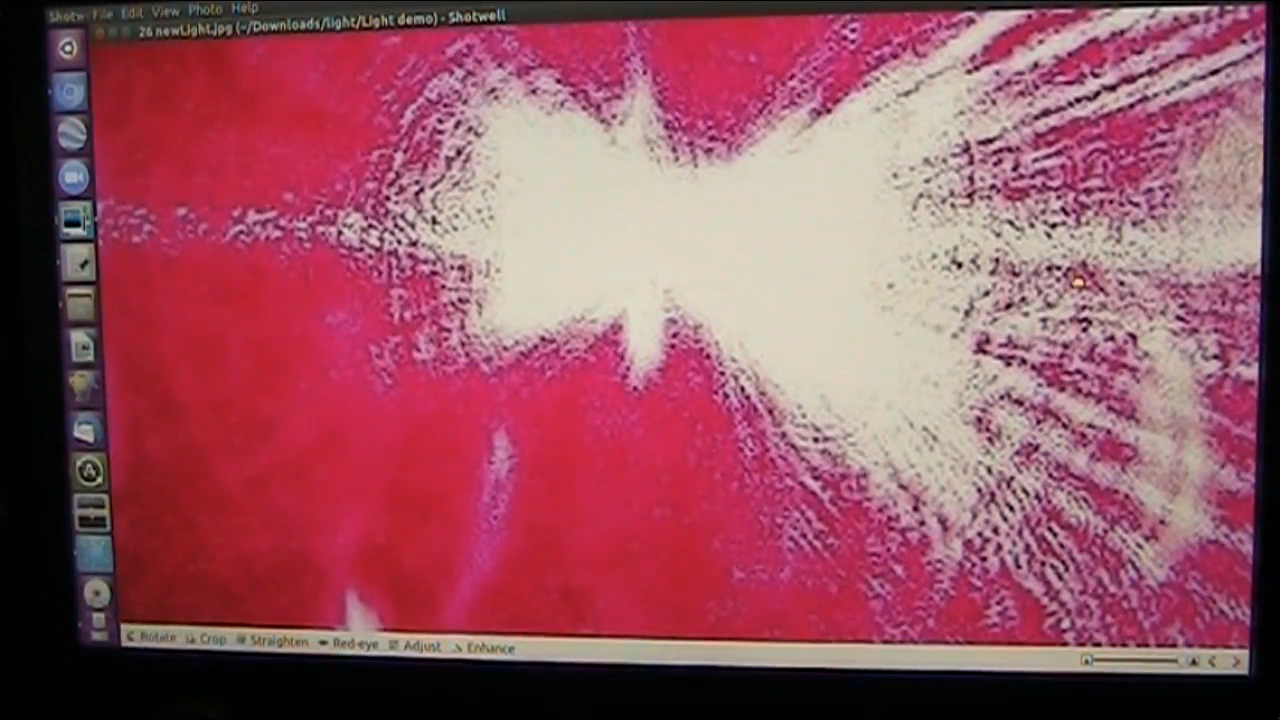 Shotw File Edit View Photo Help
26 newLight.jpg (~/Downloads/light/Light demo) - Shotwell
A
Rotate Crop Straighten Red-eye Adjust Enhance